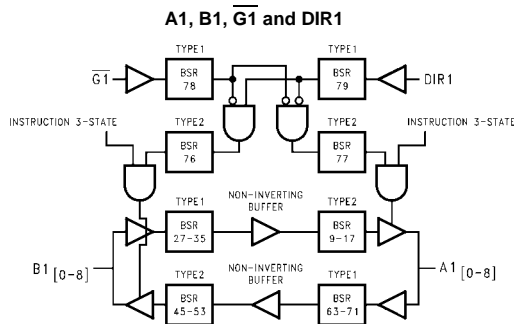 A1, B1, G1 and DIR1
TYPE1
TYPE1
G1
BSR
78
BSR
79
DIR1
INSTRUCTION 3-STATE
TYPE2
TYPE2
INSTRUCTION 3-STATE
BSR
76
BSR
77
TYPE1
NON-INVERTING
BUFFER
TYPE2
BSR
27-35
BSR
9-17
B1 [0-8]
A1 [0-8]
TYPE2
NON-INVERTING
BUFFER
TYPE1
BSR
45-53
BSR
63-71